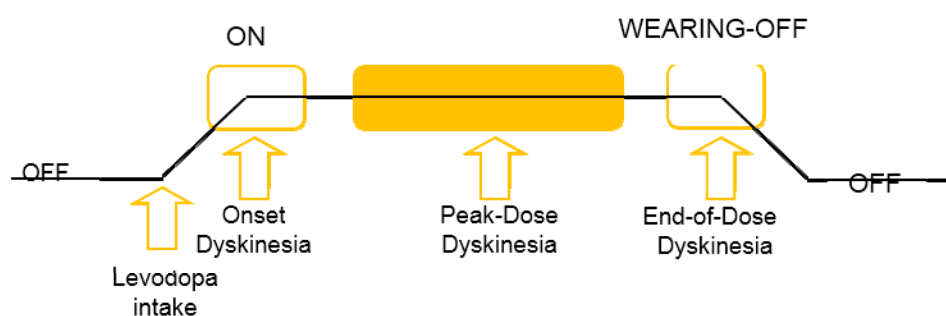 ON
WEARING-OFF
OFF
OFF
Onset
Dyskinesia
Peak-Dose
Dyskinesia
End-of-Dose
Dyskinesia
Levodopa
intake